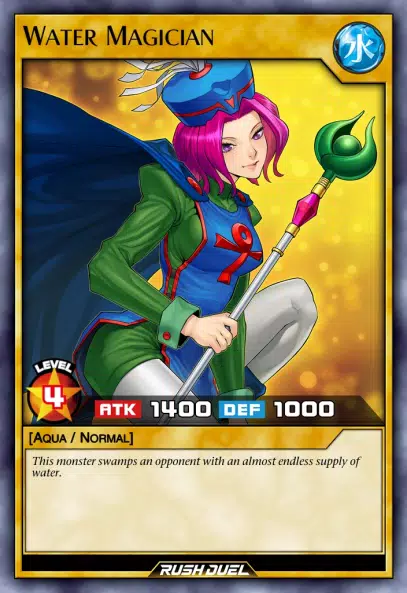 Water Magician
水
LEVEL
4
ATK 1400 DEF 1000
[Aqua / Normal]
This monster swamps an opponent with an almost endless supply of
water.
RUSH DUEL